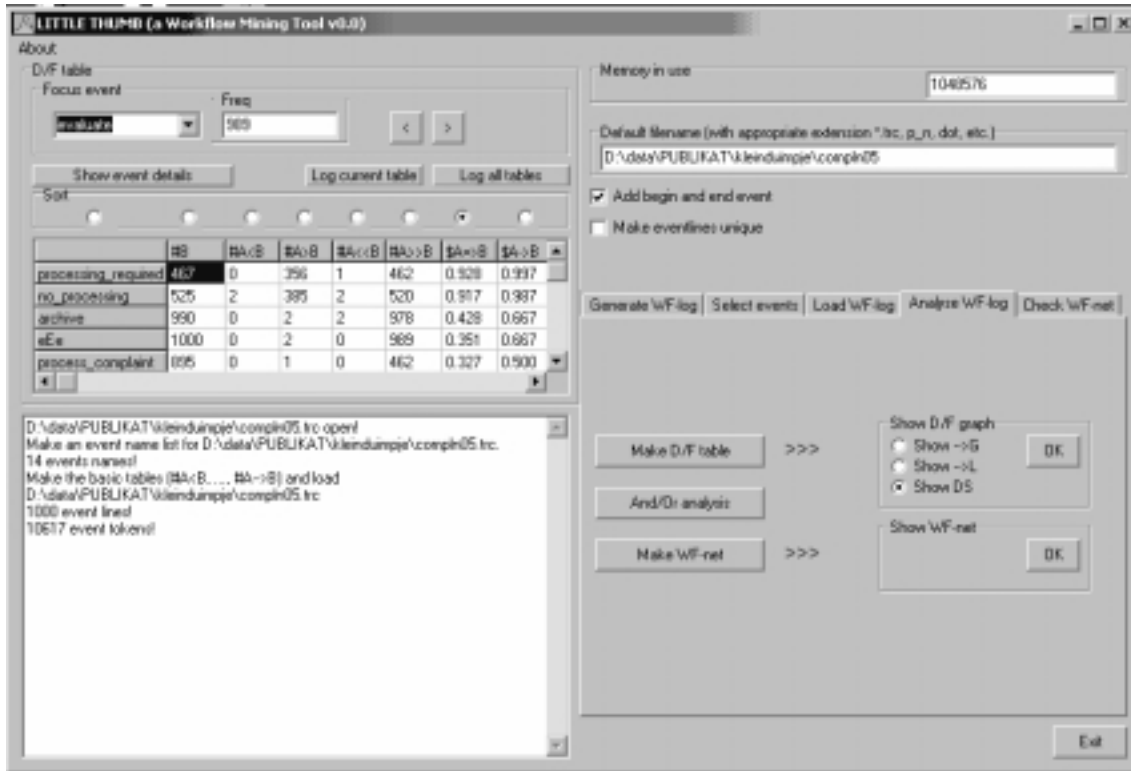 LITTLE THUMB (a Workflow Mining Tool v0.0)
About
D/F table
Focus event
evaluate
Freq
989
<
>
Show event details
Log current table
Log all tables
Sort
#B #A<B #A>B #A<<B #A>>B $A=>B $A->B
processing_required 467 0 396 1 462 0.928 0.997
no_processing 525 2 385 2 520 0.917 0.987
archive 990 0 2 2 978 0.428 0.667
eEe 1000 0 2 0 989 0.351 0.667
process_complaint 895 0 1 0 462 0.327 0.500
D:\data\PUBLIKAT\kleinduimpje\compln05.trc open!
Make an event name list for D:\data\PUBLIKAT\kleinduimpje\compln05.trc.
14 events names!
Make the basic tables (#A<B, ..., #A->B) and load
D:\data\PUBLIKAT\kleinduimpje\compln05.trc
1000 event lines!
10617 event tokens!
Memory in use
1048576
Default filename (with appropriate extension *.trc, p_n, dot, etc.)
D:\data\PUBLIKAT\kleinduimpje\compln05
Add begin and end event
Make eventlines unique
Generate WF-log
Select events
Load WF-log
Analyse WF-log
Check WF-net
Make D/F table >>>
And/Or analysis
Make WF-net >>>
Show D/F graph
Show -->G
Show -->L
Show DS
OK
Show WF-net
OK
Exit